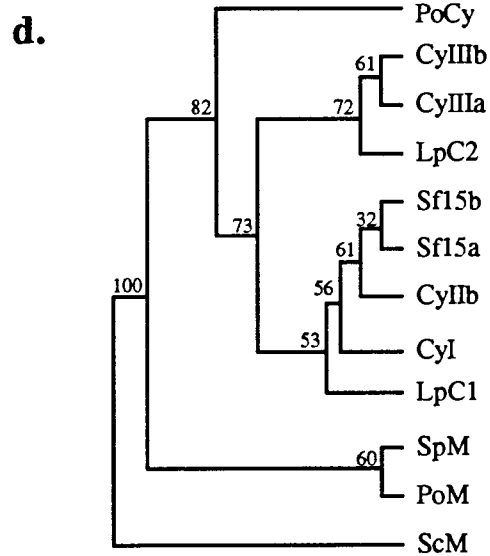 d.
PoCy
CyIIIb
61
CyIIIa
82
72
LpC2
Sf15b
32
Sf15a
73
61
CyIIb
100
56
53
CyI
LpC1
SpM
60
PoM
ScM